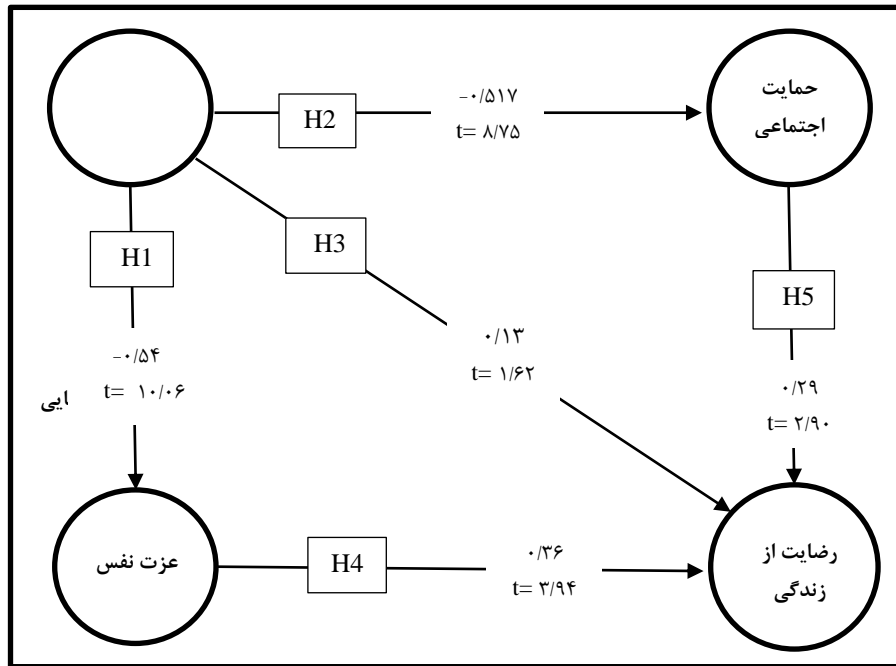 حمایت
اجتماعی
-۰/۵۱۷
t= ۸/۷۵
H2
H3
H1
H5
۰/۱۳
t= ۱/۶۲
-۰/۵۴
t= ۱۰/۰۶
ایی
۰/۲۹
t= ۲/۹۰
عزت نفس
H4
۰/۳۶
t= ۳/۹۴
رضایت از
زندگی